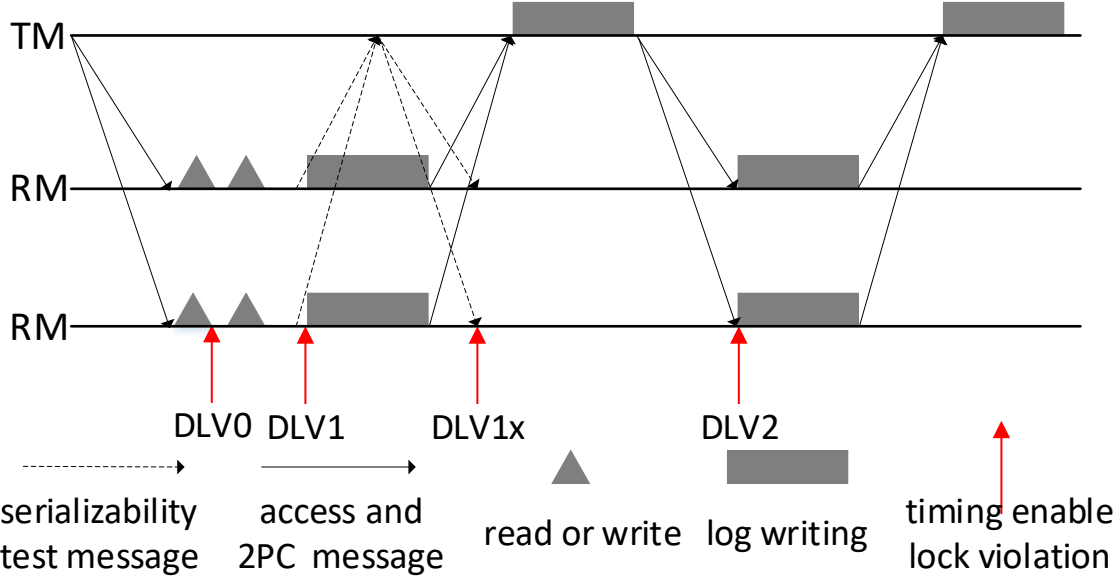 TM
RM
RM
DLV0 DLV1 DLV1x DLV2
serializability
test message
access and
2PC message
read or write
log writing
timing enable
lock violation